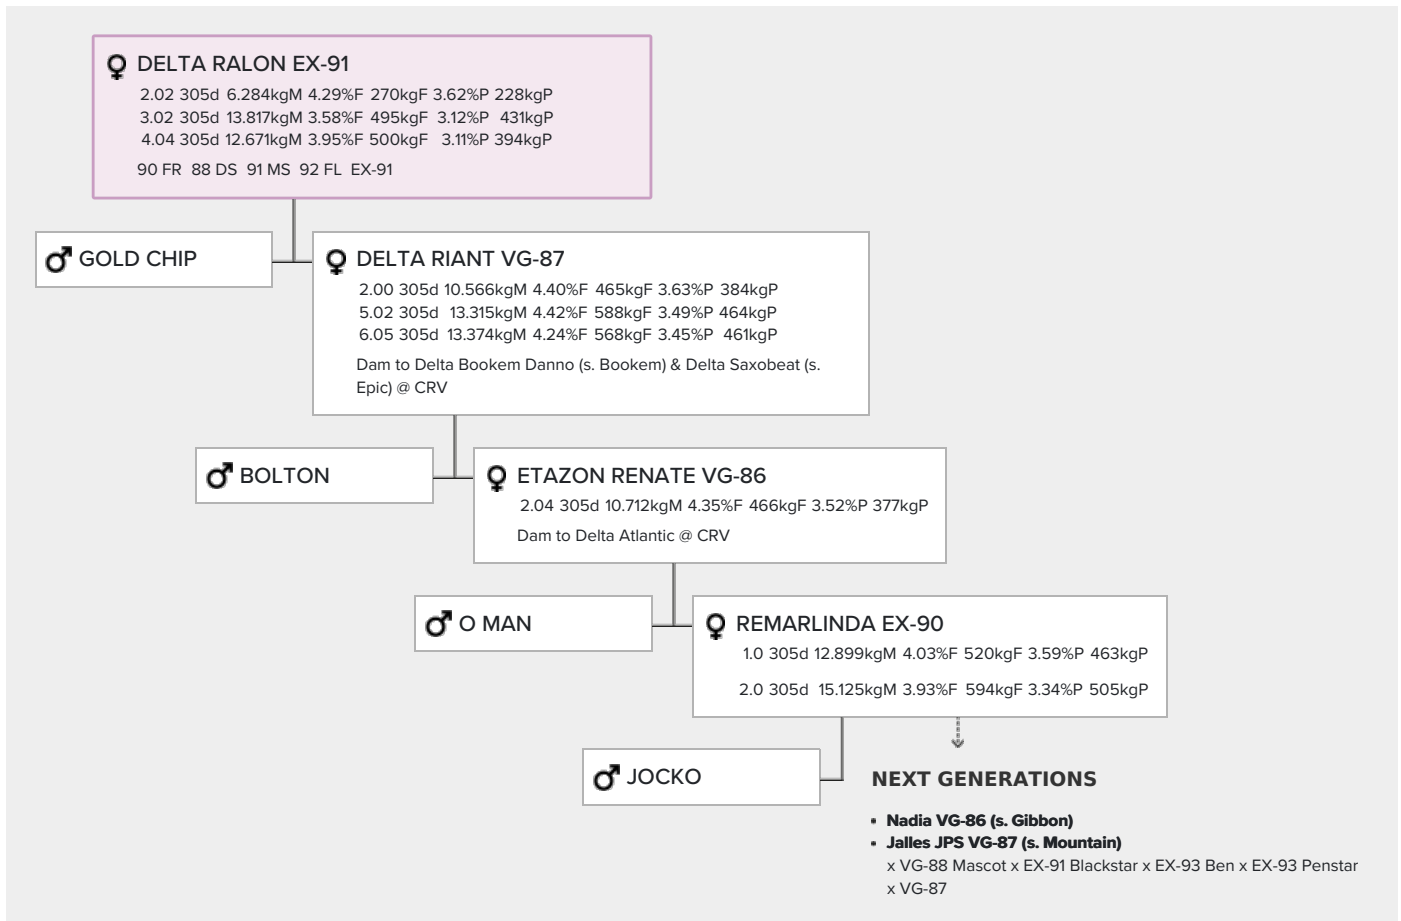 DELTA RALON EX-91
2.02 305d 6.284kgM 4.29%F 270kgF 3.62%P 228kgP
3.02 305d 13.817kgM 3.58%F 495kgF 3.12%P 431kgP
4.04 305d 12.671kgM 3.95%F 500kgF 3.11%P 394kgP
90 FR 88 DS 91 MS 92 FL EX-91
GOLD CHIP
DELTA RIANT VG-87
2.00 305d 10.566kgM 4.40%F 465kgF 3.63%P 384kgP
5.02 305d 13.315kgM 4.42%F 588kgF 3.49%P 464kgP
6.05 305d 13.374kgM 4.24%F 568kgF 3.45%P 461kgP
Dam to Delta Bookem Danno (s. Bookem) & Delta Saxobeat (s.
Epic) @ CRV
BOLTON
ETAZON RENATE VG-86
2.04 305d 10.712kgM 4.35%F 466kgF 3.52%P 377kgP
Dam to Delta Atlantic @ CRV
O MAN
REMARLINDA EX-90
1.0 305d 12.899kgM 4.03%F 520kgF 3.59%P 463kgP
2.0 305d 15.125kgM 3.93%F 594kgF 3.34%P 505kgP
JOCKO
NEXT GENERATIONS
Nadia VG-86 (s. Gibbon)
Jalles JPS VG-87 (s. Mountain)
x VG-88 Mascot x EX-91 Blackstar x EX-93 Ben x EX-93 Penstar
x VG-87